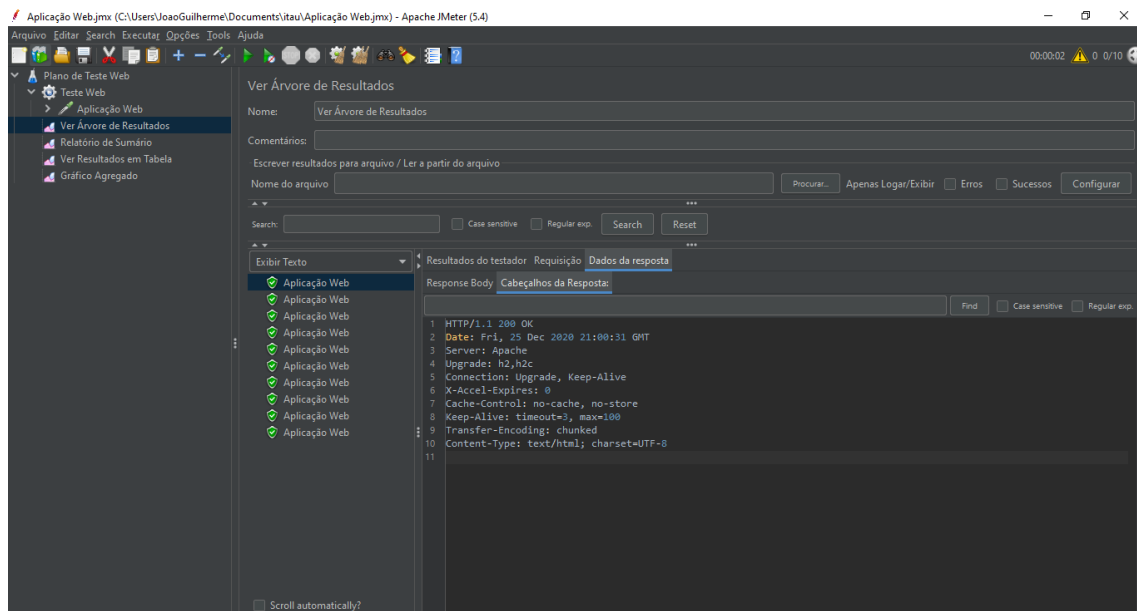 Aplicação Web.jmx (C:\Users\JoaoGuilherme\Documents\itau\Aplicação Web.jmx) - Apache JMeter (5.4)
Arquivo Editar Search Executar Opções Tools Ajuda
00:00:02 0 0/10
Plano de Teste Web
Teste Web
Aplicação Web
Ver Árvore de Resultados
Relatório de Sumário
Ver Resultados em Tabela
Gráfico Agregado
Ver Árvore de Resultados
Nome: Ver Árvore de Resultados
Comentários:
Escrever resultados para arquivo / Ler a partir do arquivo
Nome do arquivo Procurar... Apenas Logar/Exibir Erros Sucessos Configurar
Search: Case sensitive Regular exp. Search Reset
Exibir Texto
Aplicação Web
Aplicação Web
Aplicação Web
Aplicação Web
Aplicação Web
Aplicação Web
Aplicação Web
Aplicação Web
Aplicação Web
Aplicação Web
Scroll automatically?
Resultados do testador Requisição Dados da resposta
Response Body Cabeçalhos da Resposta:
Find Case sensitive Regular exp.
1 HTTP/1.1 200 OK
2 Date: Fri, 25 Dec 2020 21:00:31 GMT
3 Server: Apache
4 Upgrade: h2,h2c
5 Connection: Upgrade, Keep-Alive
6 X-Accel-Expires: 0
7 Cache-Control: no-cache, no-store
8 Keep-Alive: timeout=3, max=100
9 Transfer-Encoding: chunked
10 Content-Type: text/html; charset=UTF-8
11